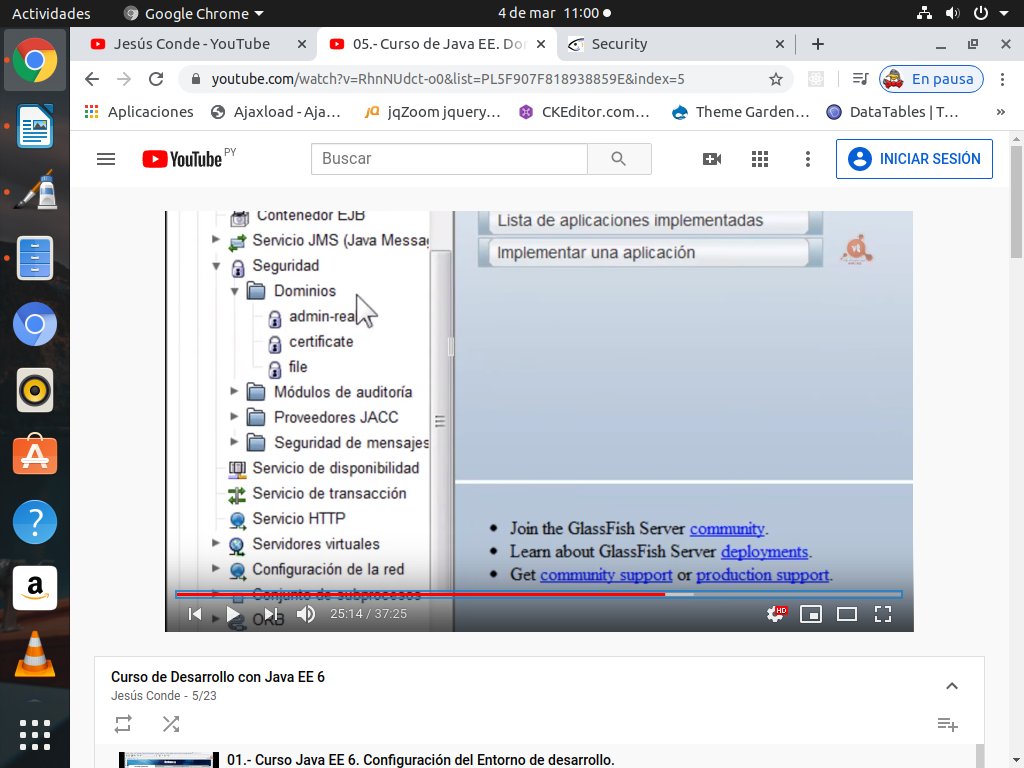 Actividades
Google Chrome
4 de mar 11:00
Jesús Conde - YouTube
05.- Curso de Java EE. Dor
Security
youtube.com/watch?v=RhnNUdct-o0&list=PL5F907F818938859E&index=5
En pausa
Aplicaciones
Ajaxload - Aja...
jqZoom jquery...
CKEditor.com...
Theme Garden...
DataTables | T...
»
YouTube PY
Buscar
INICIAR SESIÓN
Contenedor EJB
Servicio JMS (Java Messag
Seguridad
Dominios
admin-rea
certificate
file
Módulos de auditoría
Proveedores JACC
Seguridad de mensajes
Servicio de disponibilidad
Servicio de transacción
Servicio HTTP
Servidores virtuales
Configuración de la red
Conjunto de subprocesos
ORB
Lista de aplicaciones implementadas
Implementar una aplicación
vt
Join the GlassFish Server community.
Learn about GlassFish Server deployments.
Get community support or production support.
25:14 / 37:25
HD
Curso de Desarrollo con Java EE 6
Jesús Conde - 5/23
01.- Curso Java EE 6. Configuración del Entorno de desarrollo.